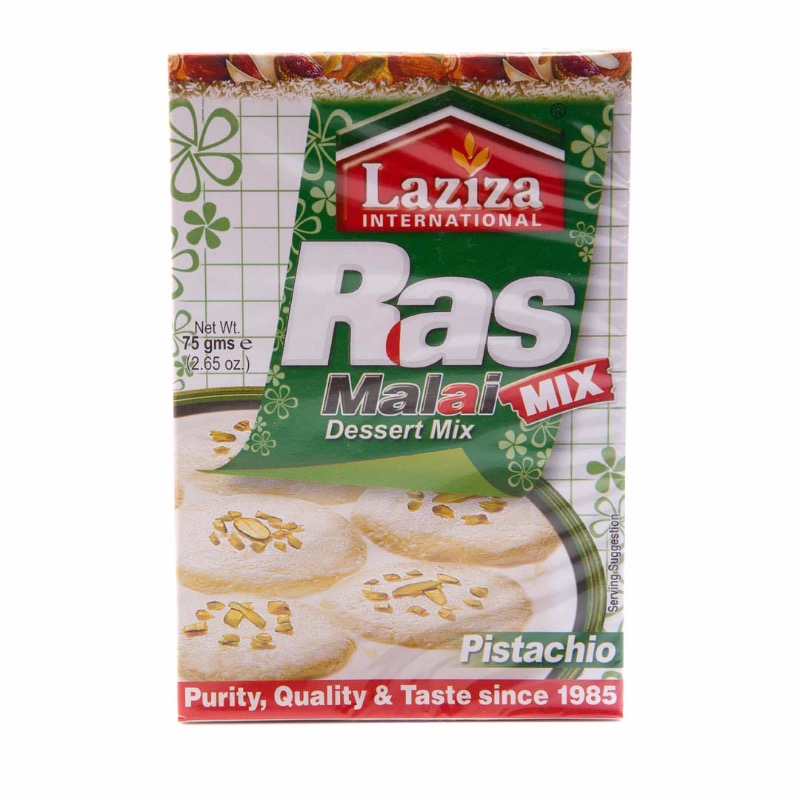 ®
Laziza
INTERNATIONAL
Ras
Malai MIX
Dessert Mix
Net Wt.
75 gms e
(2.65 oz.)
Serving Suggestion
Pistachio
Purity, Quality & Taste since 1985